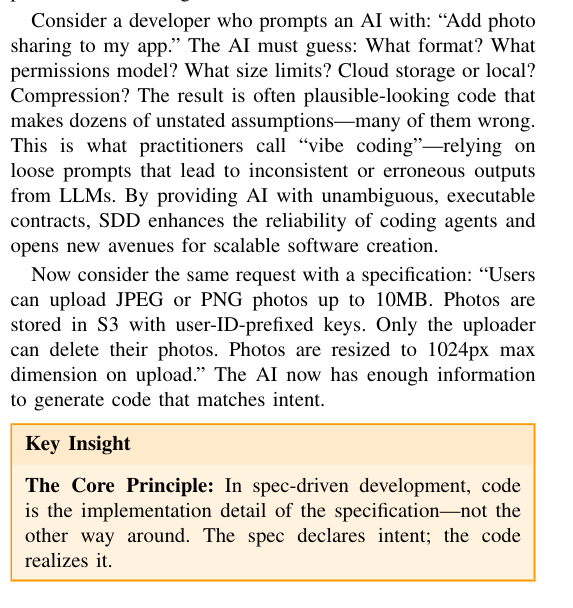 Consider a developer who prompts an AI with: “Add photo
sharing to my app.” The AI must guess: What format? What
permissions model? What size limits? Cloud storage or local?
Compression? The result is often plausible-looking code that
makes dozens of unstated assumptions—many of them wrong.
This is what practitioners call “vibe coding”—relying on
loose prompts that lead to inconsistent or erroneous outputs
from LLMs. By providing AI with unambiguous, executable
contracts, SDD enhances the reliability of coding agents and
opens new avenues for scalable software creation.
Now consider the same request with a specification: “Users
can upload JPEG or PNG photos up to 10MB. Photos are
stored in S3 with user-ID-prefixed keys. Only the uploader
can delete their photos. Photos are resized to 1024px max
dimension on upload.” The AI now has enough information
to generate code that matches intent.
Key Insight
The Core Principle: In spec-driven development, code
is the implementation detail of the specification—not the
other way around. The spec declares intent; the code
realizes it.